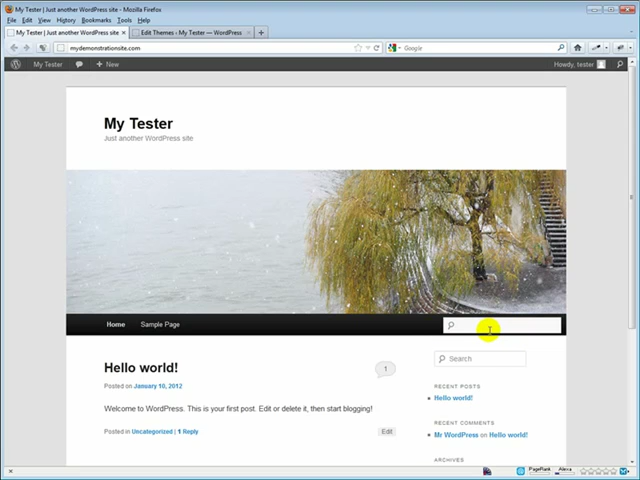 My Tester | Just another WordPress site - Mozilla Firefox
File Edit View History Bookmarks Tools Help
My Tester | Just another WordPress site × Edit Themes ‹ My Tester — WordPress × +
mydemonstrationsite.com Google
My Tester + New Howdy, tester
My Tester
Just another WordPress site
Home Sample Page
Hello world!
1
Search
Posted on January 10, 2012
RECENT POSTS
Hello world!
Welcome to WordPress. This is your first post. Edit or delete it, then start blogging!
RECENT COMMENTS
Posted in Uncategorized | 1 Reply Edit
Mr WordPress on Hello world!
ARCHIVES
× PageRank Alexa